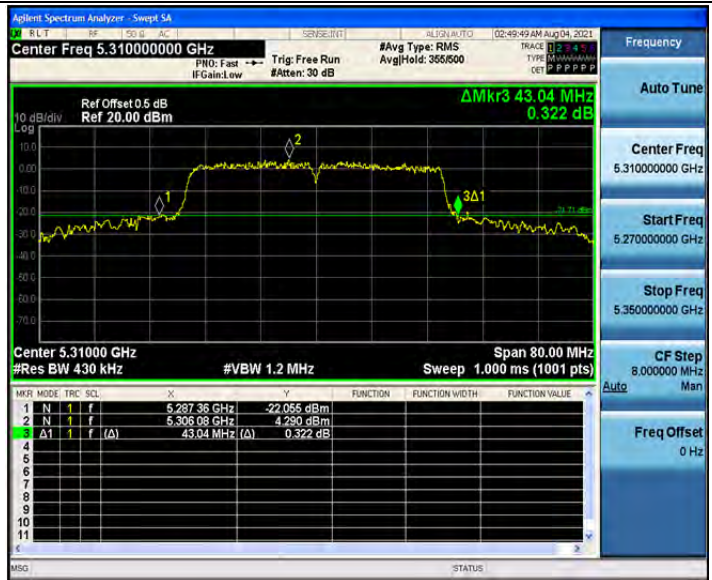 Agilent Spectrum Analyzer - Swept SA
RLT RF 50 Ω AC SENSE:INT ALIGN AUTO 02:49:49 AM Aug 04, 2021
Center Freq 5.310000000 GHz
PNO: Fast
IFGain:Low
Trig: Free Run
#Atten: 30 dB
#Avg Type: RMS
Avg|Hold: 355/500
TRACE 1 2 3 4 5 6
TYPE M
DET P P P P P P
ΔMkr3 43.04 MHz
0.322 dB
Ref Offset 0.5 dB
10 dB/div Ref 20.00 dBm
Log
10.0
0.00
-10.0
-20.0
-30.0
-40.0
-50.0
-60.0
-70.0
1
2
3Δ1
-21.71 dBm
Center 5.31000 GHz Span 80.00 MHz
#Res BW 430 kHz #VBW 1.2 MHz Sweep 1.000 ms (1001 pts)
MKR MODE TRC SCL X Y FUNCTION FUNCTION WIDTH FUNCTION VALUE
1 N 1 f 5.287 36 GHz -22.055 dBm
2 N 1 f 5.306 08 GHz 4.290 dBm
3 Δ1 1 f (Δ) 43.04 MHz (Δ) 0.322 dB
4
5
6
7
8
9
10
11
MSG STATUS
Frequency
Auto Tune
Center Freq
5.310000000 GHz
Start Freq
5.270000000 GHz
Stop Freq
5.350000000 GHz
CF Step
8.000000 MHz
Auto Man
Freq Offset
0 Hz